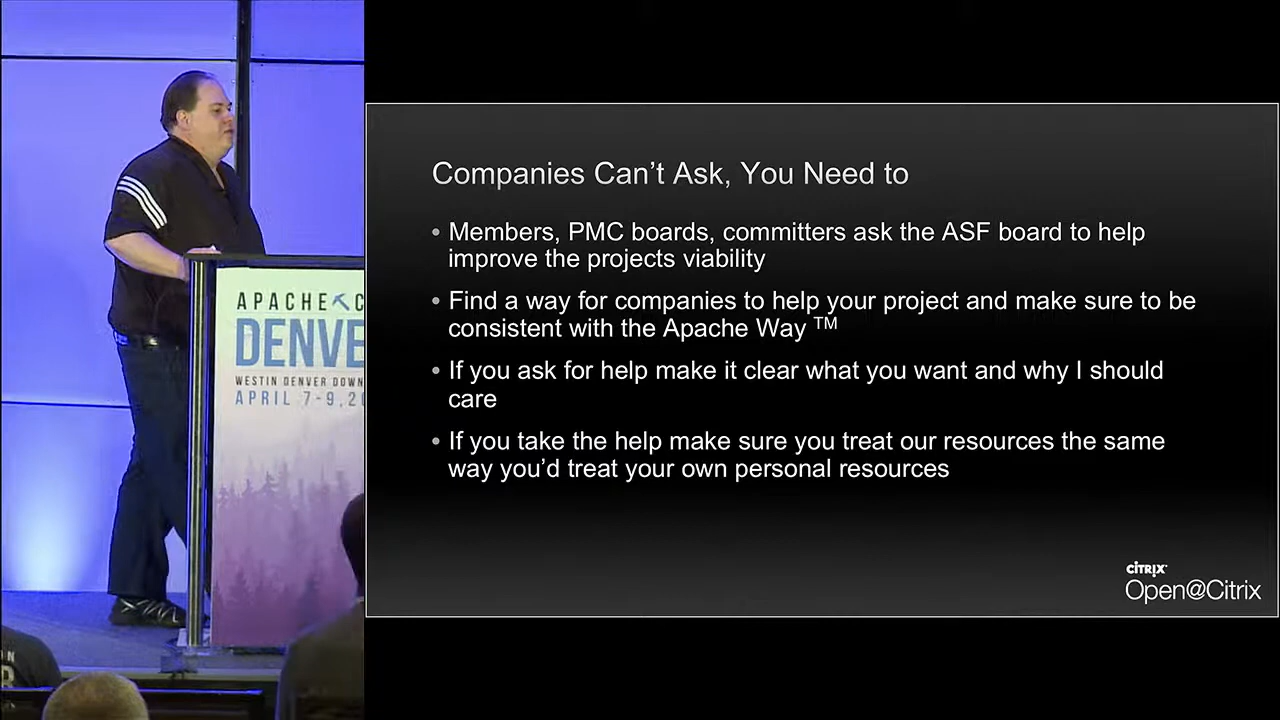 APACHE C
DENVE
WESTIN DENVER DOWN
APRIL 7-9, 20
Companies Can’t Ask, You Need to
• Members, PMC boards, committers ask the ASF board to help
improve the projects viability
• Find a way for companies to help your project and make sure to be
consistent with the Apache Way TM
• If you ask for help make it clear what you want and why I should
care
• If you take the help make sure you treat our resources the same
way you’d treat your own personal resources
CITRIX
Open@Citrix